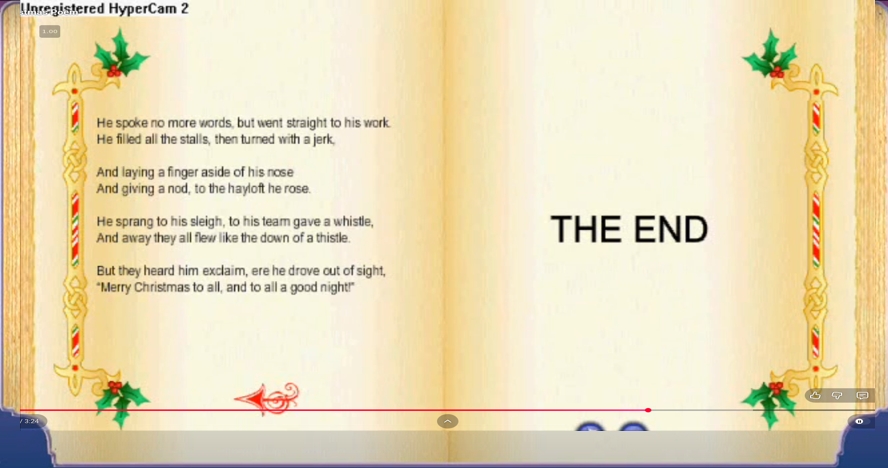 Unregistered HyperCam 2
1.00
He spoke no more words, but went straight to his work.
He filled all the stalls, then turned with a jerk,
And laying a finger aside of his nose
And giving a nod, to the hayloft he rose.
He sprang to his sleigh, to his team gave a whistle,
And away they all flew like the down of a thistle.
But they heard him exclaim, ere he drove out of sight,
“Merry Christmas to all, and to all a good night!”
THE END
/ 3:24